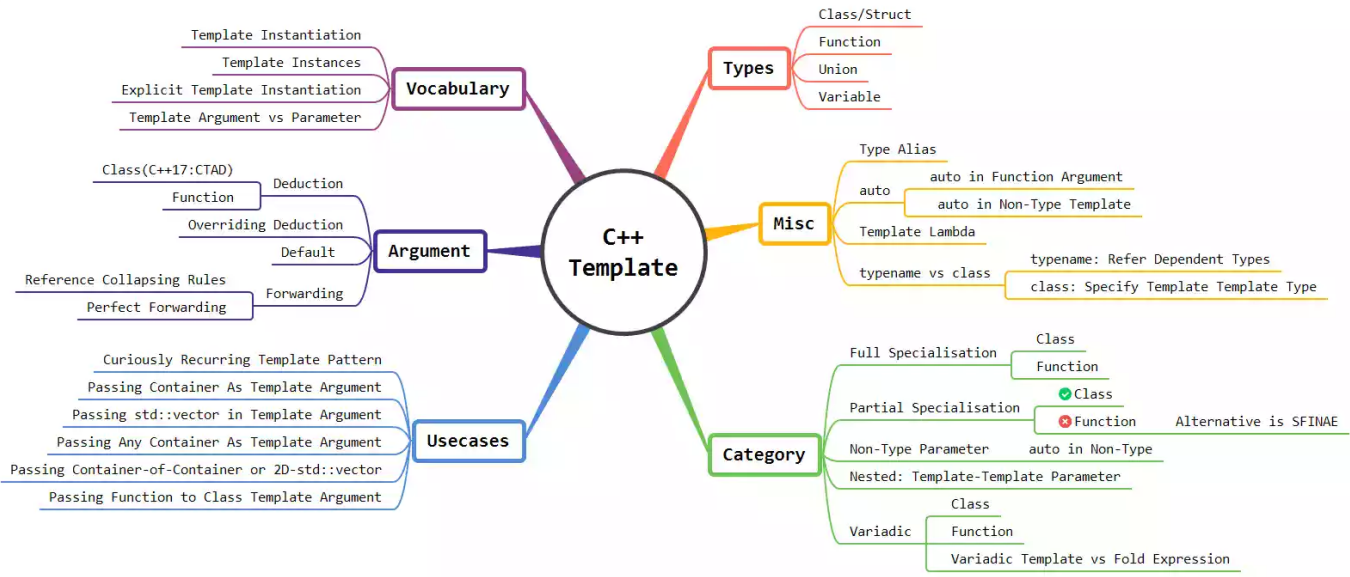 C++
Template
Vocabulary
Template Instantiation
Template Instances
Explicit Template Instantiation
Template Argument vs Parameter
Argument
Deduction
Class(C++17:CTAD)
Function
Overriding Deduction
Default
Forwarding
Reference Collapsing Rules
Perfect Forwarding
Usecases
Curiously Recurring Template Pattern
Passing Container As Template Argument
Passing std::vector in Template Argument
Passing Any Container As Template Argument
Passing Container-of-Container or 2D-std::vector
Passing Function to Class Template Argument
Types
Class/Struct
Function
Union
Variable
Misc
Type Alias
auto
auto in Function Argument
auto in Non-Type Template
Template Lambda
typename vs class
typename: Refer Dependent Types
class: Specify Template Template Type
Category
Full Specialisation
Class
Function
Partial Specialisation
Class
Function
Alternative is SFINAE
Non-Type Parameter
auto in Non-Type
Nested: Template-Template Parameter
Variadic
Class
Function
Variadic Template vs Fold Expression